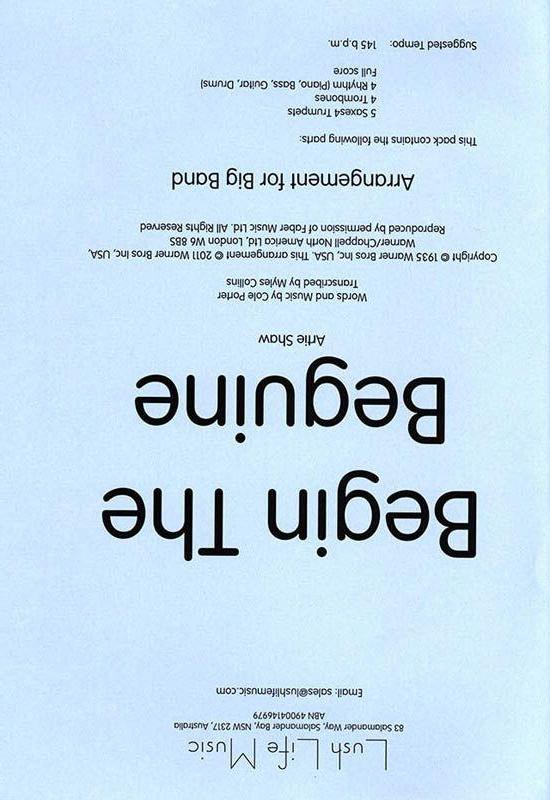 Lush Life Music
83 Salamander Way, Salamander Bay, NSW 2317, Australia
ABN 49004146979
Email: sales@lushlifemusic.com
Begin The
Beguine
Artie Shaw
Words and Music by Cole Porter
Transcribed by Myles Collins
Copyright © 1935 Warner Bros Inc, USA. This arrangement © 2011 Warner Bros Inc, USA,
Warner/Chappell North America Ltd, London W6 8BS
Reproduced by permission of Faber Music Ltd. All Rights Reserved
Arrangement for Big Band
This pack contains the following parts:
5 Saxes4 Trumpets
4 Trombones
4 Rhythm (Piano, Bass, Guitar, Drums)
Full score
Suggested Tempo: 145 b.p.m.